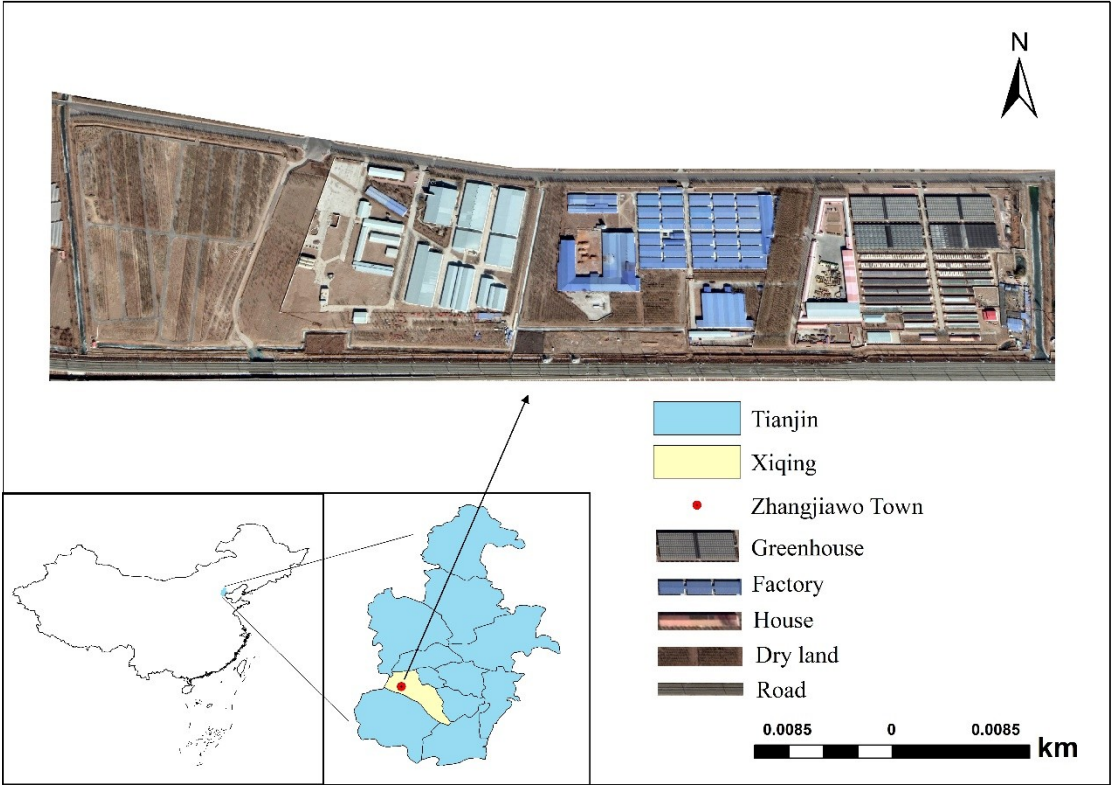 N
Tianjin
Xiqing
Zhangjiawo Town
Greenhouse
Factory
House
Dry land
Road
0.0085 0 0.0085
km